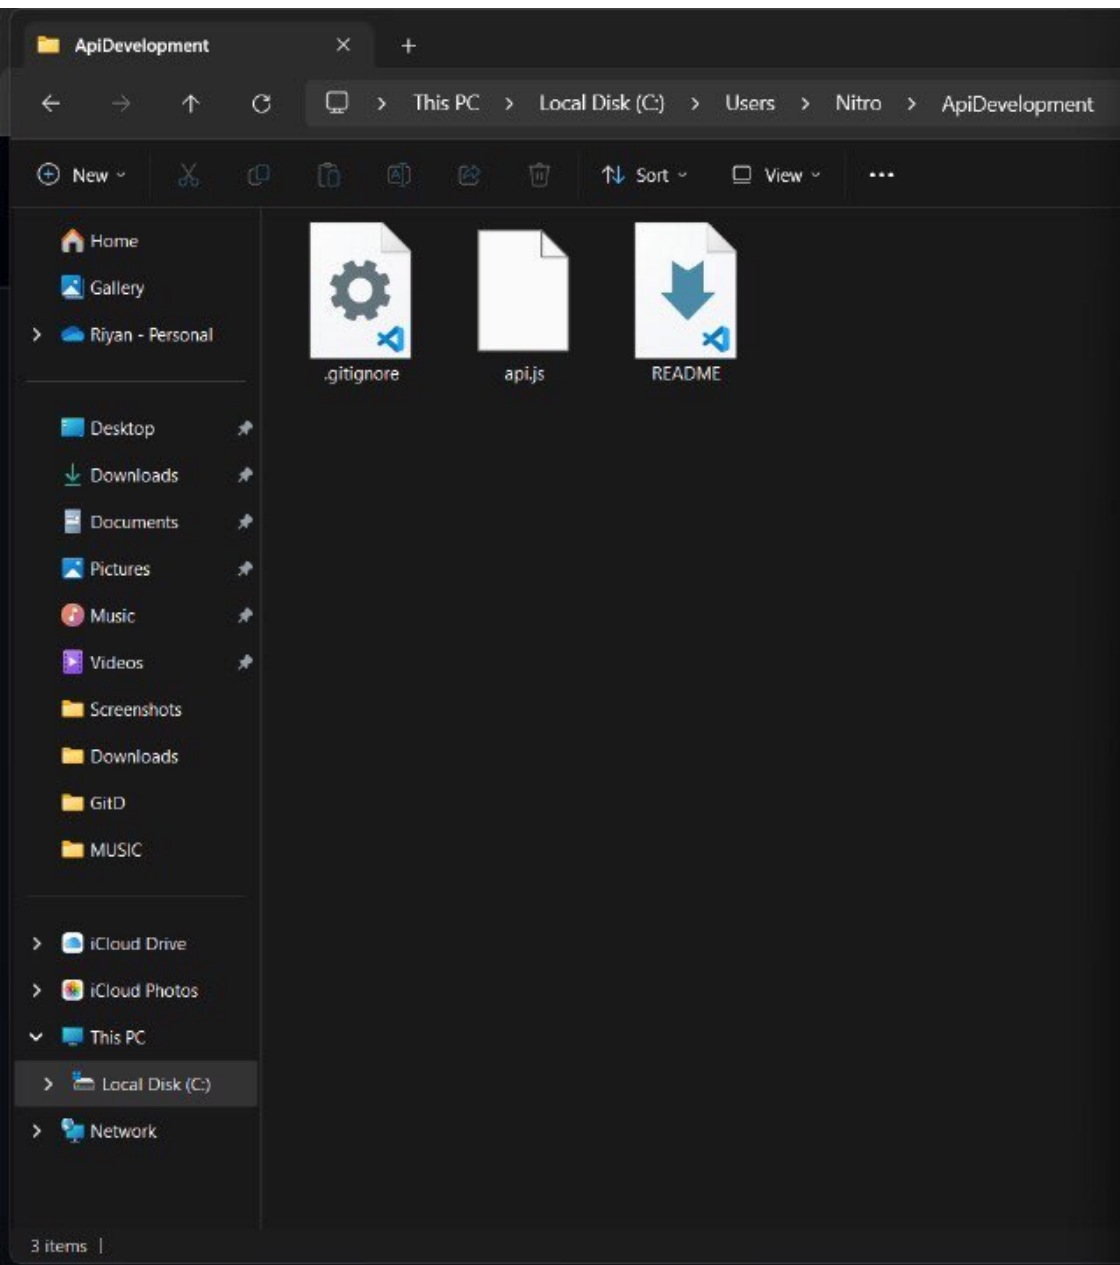 ApiDevelopment
This PC > Local Disk (C:) > Users > Nitro > ApiDevelopment
New
Sort
View
Home
Gallery
Riyan - Personal
Desktop
Downloads
Documents
Pictures
Music
Videos
Screenshots
Downloads
GitD
MUSIC
iCloud Drive
iCloud Photos
This PC
Local Disk (C:)
Network
.gitignore
api.js
README
3 items